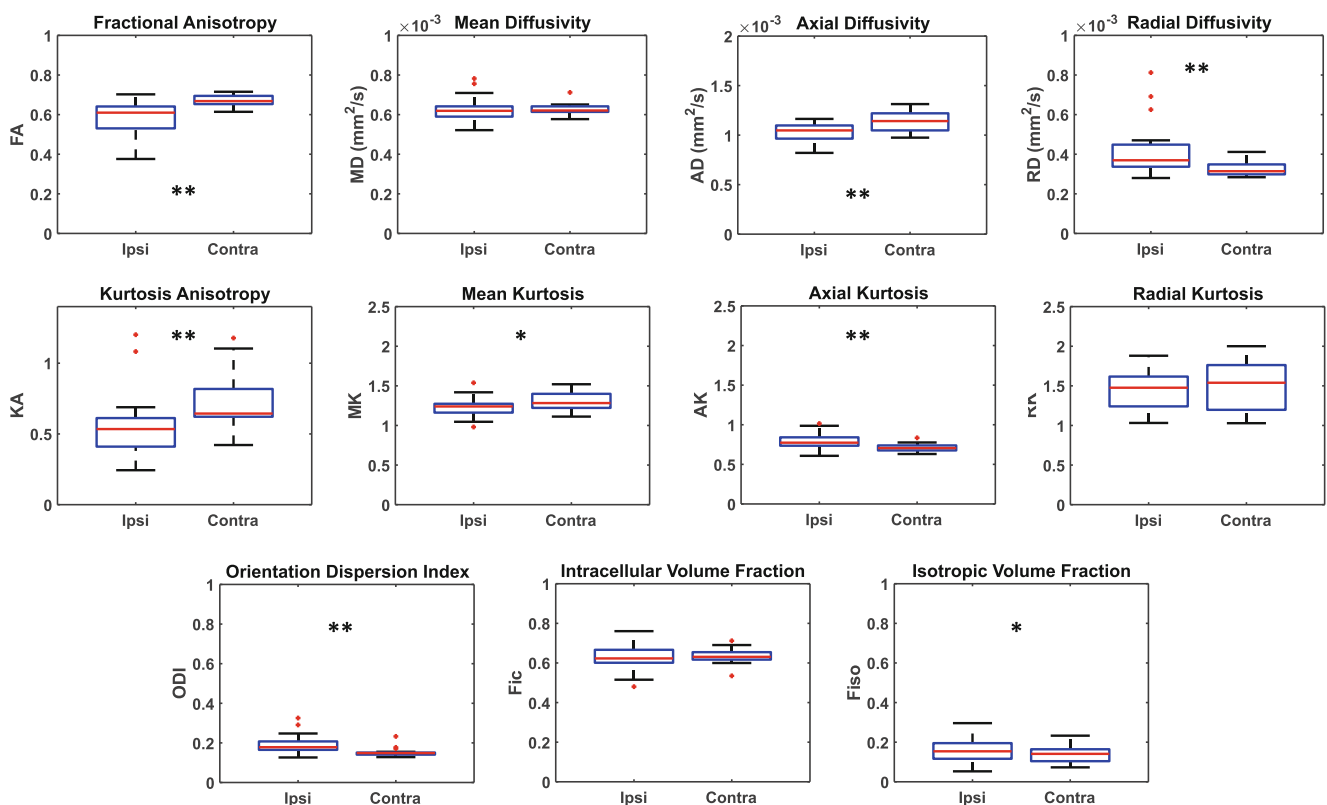 Fractional Anisotropy
1
0.8
0.6
0.4
0.2
0
FA
**
Ipsi Contra
Mean Diffusivity
×10⁻³
1
0.8
0.6
0.4
0.2
0
MD (mm²/s)
Ipsi Contra
Axial Diffusivity
×10⁻³
2
1.5
1
0.5
0
AD (mm²/s)
**
Ipsi Contra
Radial Diffusivity
×10⁻³
1
0.8
0.6
0.4
0.2
0
RD (mm²/s)
**
Ipsi Contra
Kurtosis Anisotropy
1
0.5
0
KA
**
Ipsi Contra
Mean Kurtosis
2.5
2
1.5
1
0.5
0
MK
*
Ipsi Contra
Axial Kurtosis
2.5
2
1.5
1
0.5
0
AK
**
Ipsi Contra
Radial Kurtosis
2.5
2
1.5
1
0.5
0
RK
Ipsi Contra
Orientation Dispersion Index
1
0.8
0.6
0.4
0.2
0
ODI
**
Ipsi Contra
Intracellular Volume Fraction
1
0.8
0.6
0.4
0.2
0
Fic
Ipsi Contra
Isotropic Volume Fraction
1
0.8
0.6
0.4
0.2
0
Fiso
*
Ipsi Contra